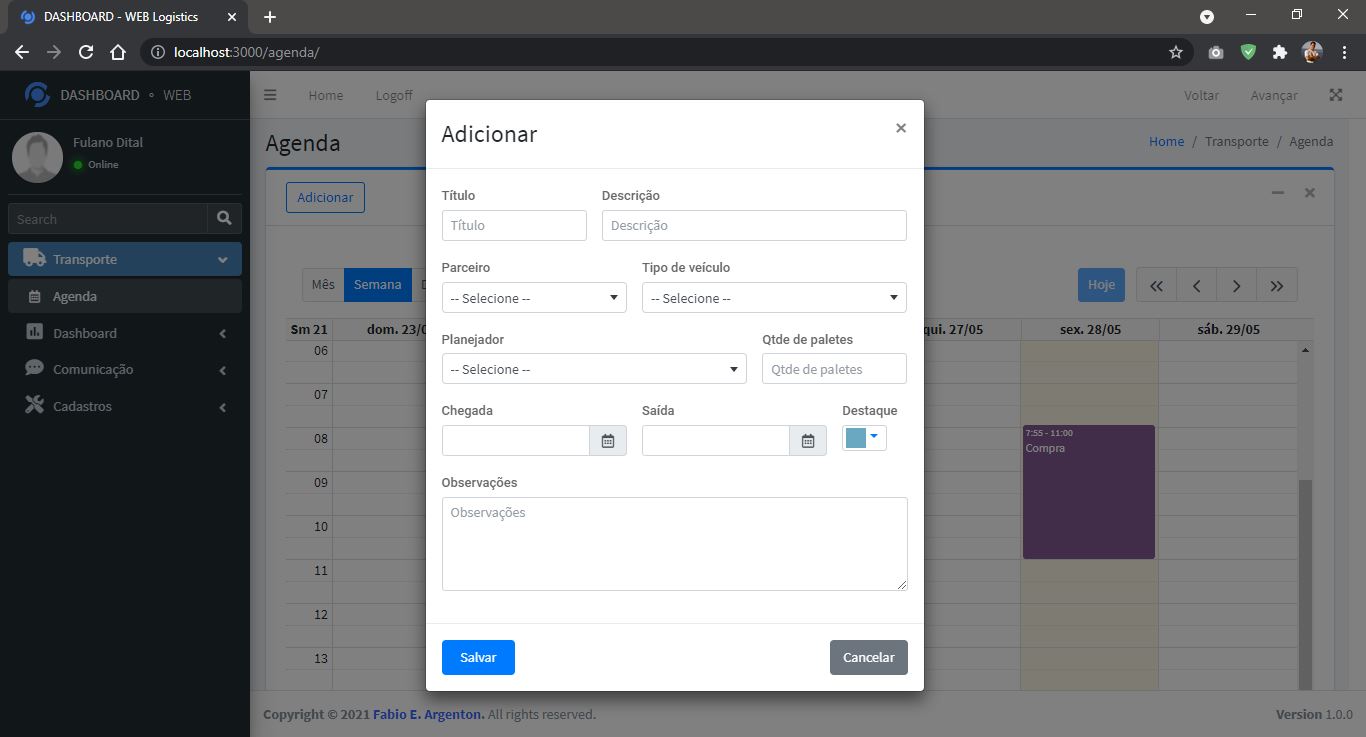 DASHBOARD - WEB Logistics
localhost:3000/agenda/
DASHBOARD • WEB
Home
Logoff
Voltar
Avançar
Fulano Dital
Online
Search
Transporte
Agenda
Dashboard
Comunicação
Cadastros
Agenda
Home / Transporte / Agenda
Adicionar
Mês
Semana
Hoje
Sm 21
dom. 23/0
qui. 27/05
sex. 28/05
sáb. 29/05
06
07
08
09
10
11
12
13
7:55 - 11:00
Compra
Adicionar
×
Título
Descrição
Título
Descrição
Parceiro
Tipo de veículo
-- Selecione --
-- Selecione --
Planejador
Qtde de paletes
-- Selecione --
Qtde de paletes
Chegada
Saída
Destaque
Observações
Observações
Salvar
Cancelar
Copyright © 2021 Fabio E. Argenton. All rights reserved.
Version 1.0.0